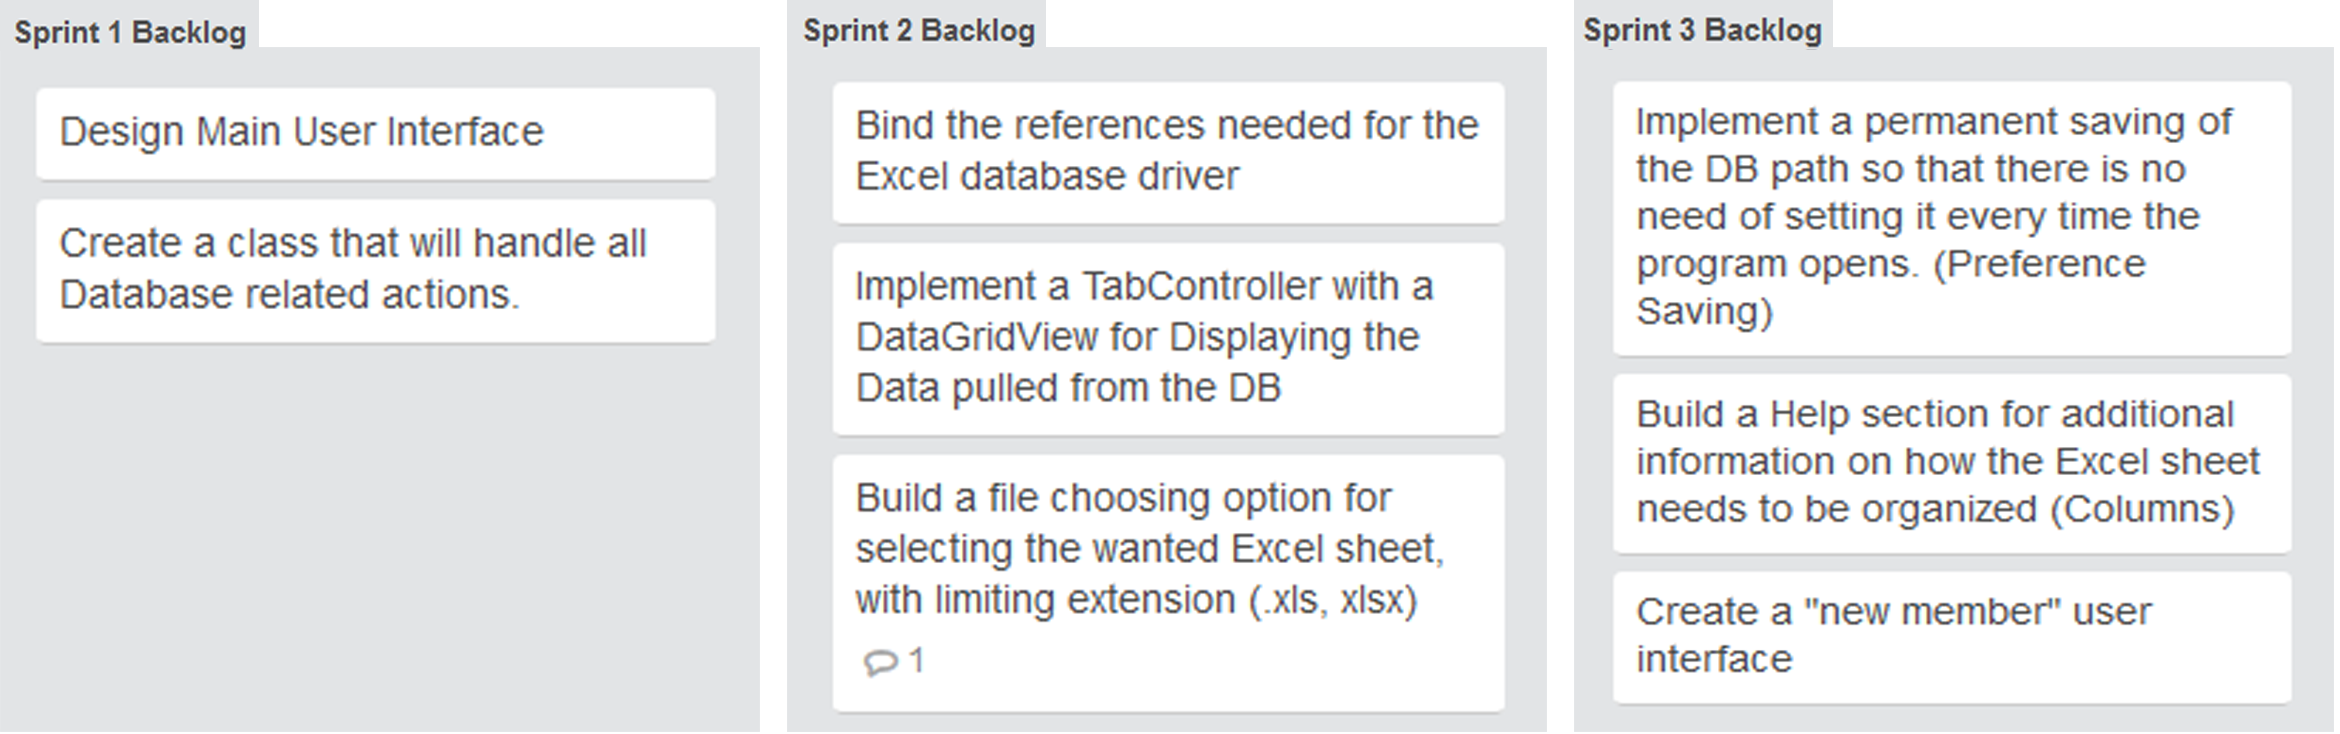 Sprint 1 Backlog
Design Main User Interface
Create a class that will handle all
Database related actions.
Sprint 2 Backlog
Bind the references needed for the
Excel database driver
Implement a TabController with a
DataGridView for Displaying the
Data pulled from the DB
Build a file choosing option for
selecting the wanted Excel sheet,
with limiting extension (.xls, xlsx)
1
Sprint 3 Backlog
Implement a permanent saving of
the DB path so that there is no
need of setting it every time the
program opens. (Preference
Saving)
Build a Help section for additional
information on how the Excel sheet
needs to be organized (Columns)
Create a "new member" user
interface